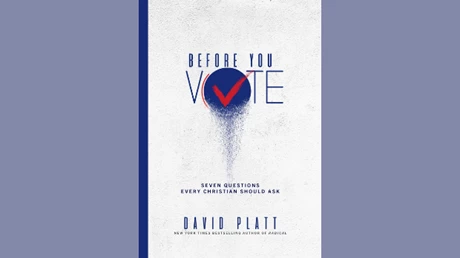 BEFORE YOU
VOTE
SEVEN QUESTIONS
EVERY CHRISTIAN SHOULD ASK
DAVID PLATT
NEW YORK TIMES BESTSELLING AUTHOR OF RADICAL